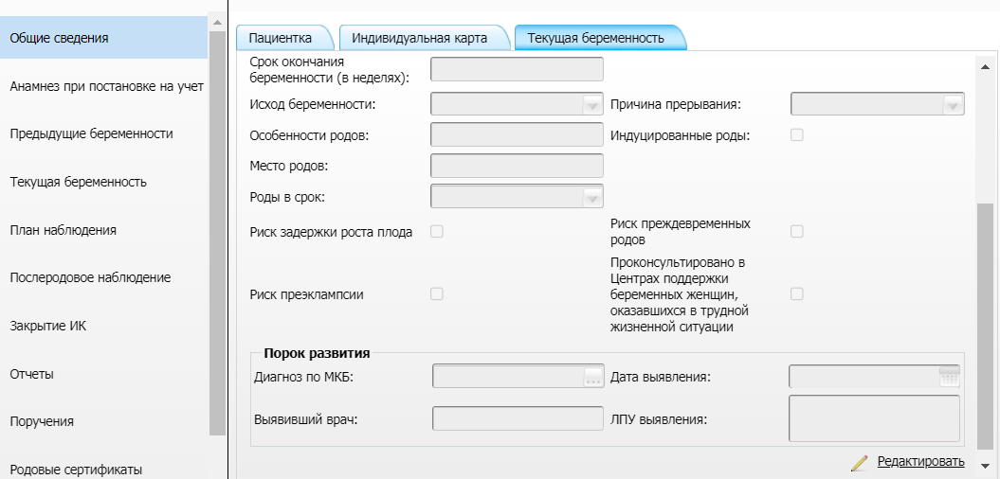 Общие сведения
Анамнез при постановке на учет
Предыдущие беременности
Текущая беременность
План наблюдения
Послеродовое наблюдение
Закрытие ИК
Отчеты
Поручения
Родовые сертификаты
Пациентка
Индивидуальная карта
Текущая беременность
Срок окончания
беременности (в неделях):
Исход беременности:
Причина прерывания:
Особенности родов:
Индуцированные роды:
Место родов:
Роды в срок:
Риск задержки роста плода
Риск преждевременных
родов
Риск преэклампсии
Проконсультировано в
Центрах поддержки
беременных женщин,
оказавшихся в трудной
жизненной ситуации
Порок развития
Диагноз по МКБ:
Дата выявления:
Выявивший врач:
ЛПУ выявления:
Редактировать